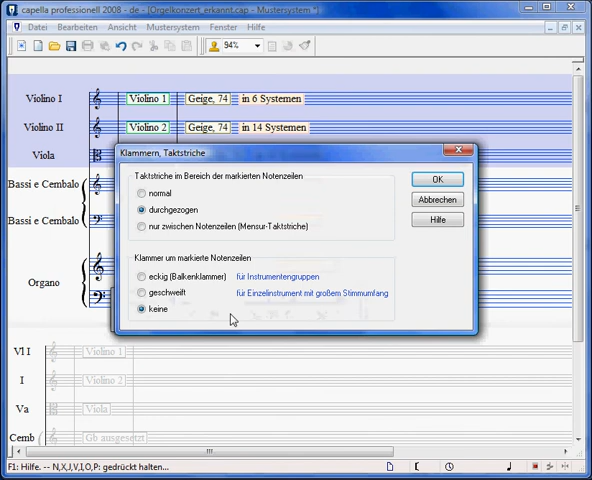 capella professionell 2008 - de - [Orgelkonzert_erkannt.cap - Mustersystem *]
Datei Bearbeiten Ansicht Mustersystem Fenster Hilfe
94%
Violino I Violino 1 Geige, 74 in 6 Systemen
Violino II Violino 2 Geige, 74 in 14 Systemen
Viola
Bassi e Cembalo
Bassi e Cembalo
Organo
Klammern, Taktstriche
Taktstriche im Bereich der markierten Notenzeilen
normal
durchgezogen
nur zwischen Notenzeilen (Mensur-Taktstriche)
Klammer um markierte Notenzeilen
eckig (Balkenklammer) für Instrumentengruppen
geschweift für Einzelinstrument mit großem Stimmumfang
keine
OK
Abbrechen
Hilfe
Vl I Violino 1
I Violino 2
Va Viola
Cemb Gb ausgesetzt
F1: Hilfe. -- N,X,J,V,I,O,P: gedrückt halten...